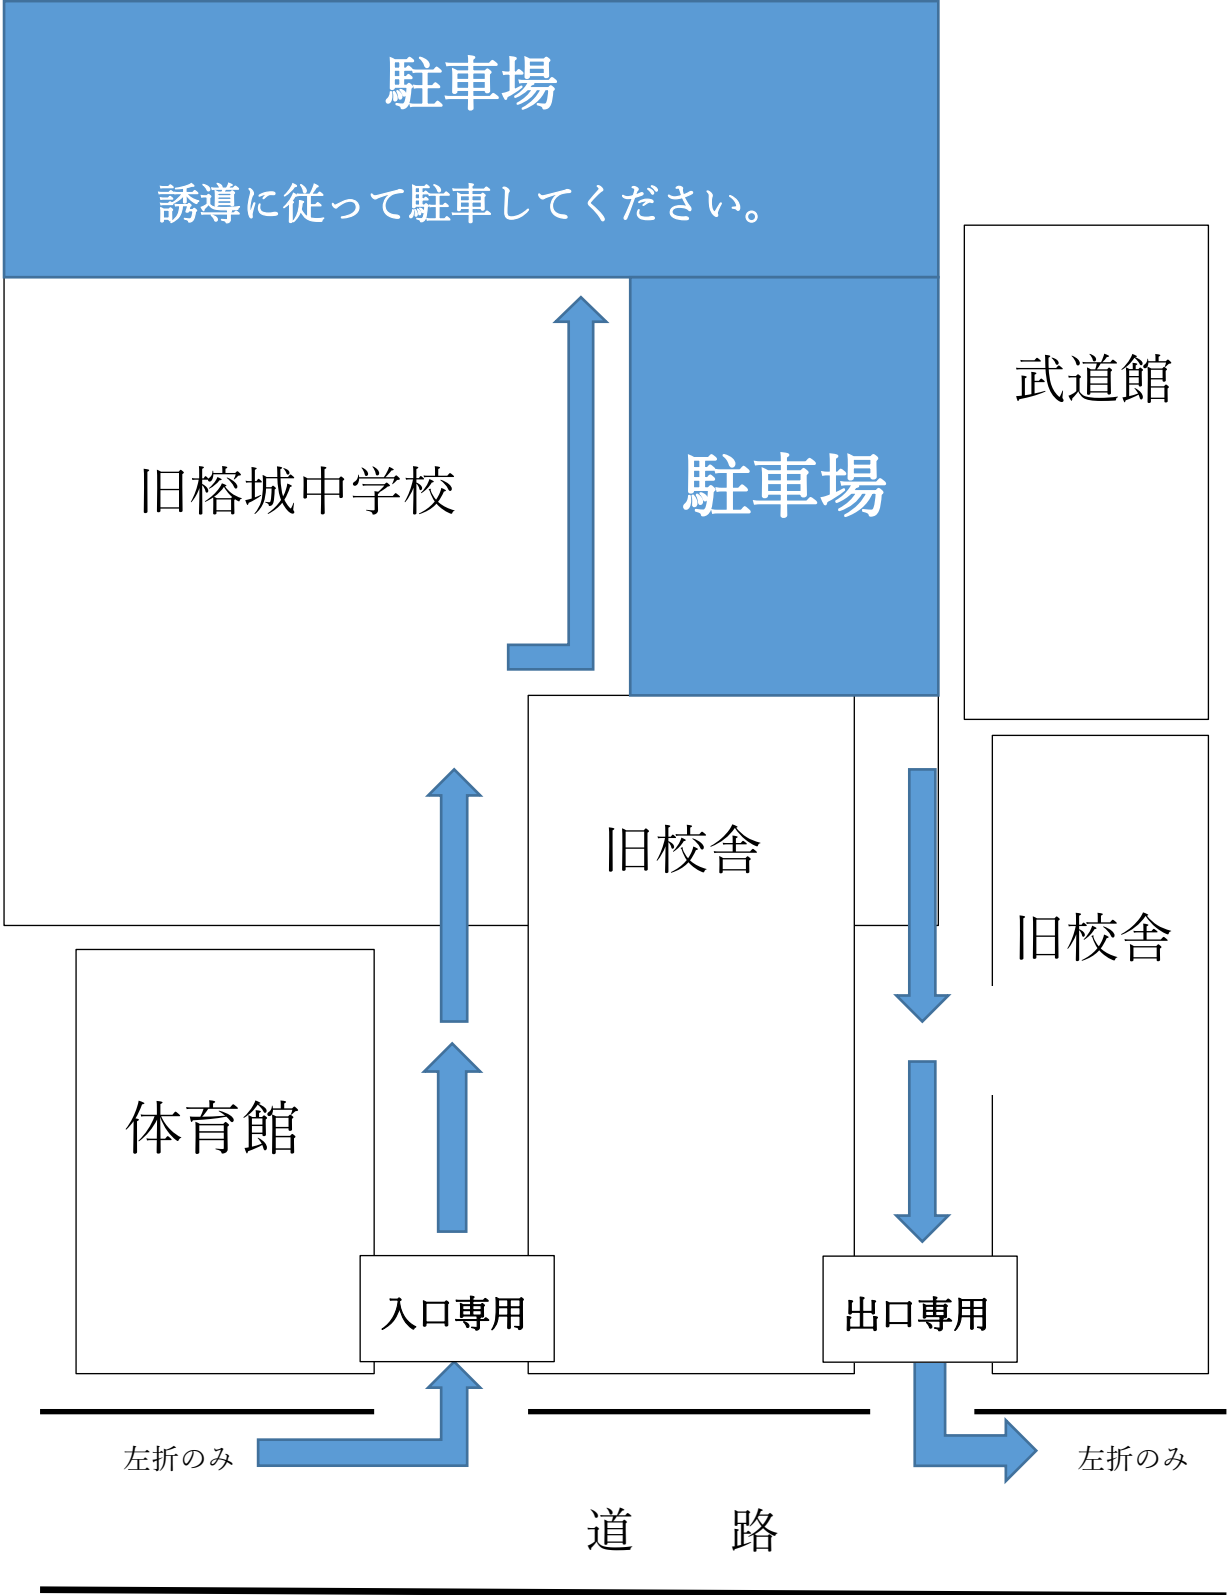 駐車場
誘導に従って駐車してください。
武道館
旧榕城中学校
駐車場
旧校舎
旧校舎
体育館
入口専用
出口専用
左折のみ
左折のみ
道　路